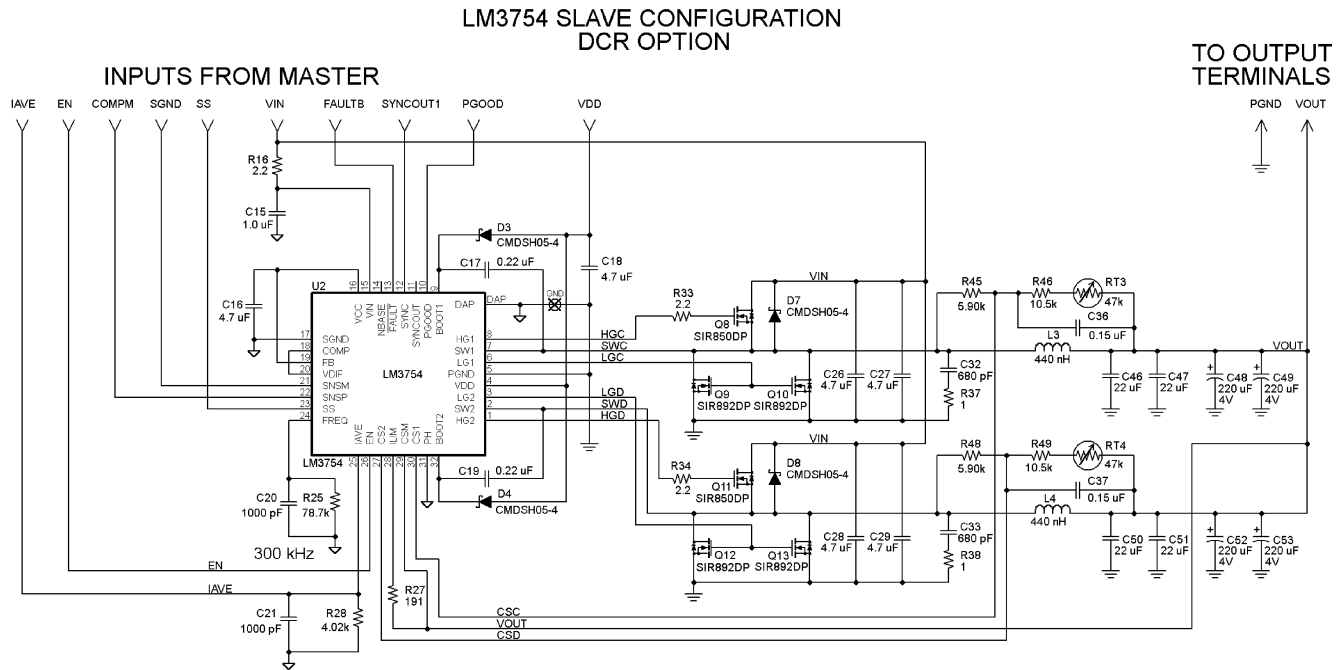 LM3754 SLAVE CONFIGURATION
DCR OPTION
INPUTS FROM MASTER
TO OUTPUT
TERMINALS
IAVE EN COMPM SGND SS VIN FAULTB SYNCOUT1 PGOOD VDD PGND VOUT
R16
2.2
C15
1.0 uF
D3
CMDSH05-4
C17 0.22 uF
C18
4.7 uF
C16
4.7 uF
U2
16 15 14 13 12 11 10 9
VCC
VIN
NBASE
FAULT
SYNC
SYNCOUT
PGOOD
BOOT1
DAP DAP
GND
17 SGND
18 COMP
19 FB
20 VDIF
21 SNSM
22 SNSP
23 SS
24 FREQ
LM3754
HG1 8
SW1 7
LG1 6
PGND 5
VDD 4
LG2 3
SW2 2
HG2 1
IAVE
EN
CS2
ILIM
CSM
CS1
PH
BOOT2
25 26 27 28 29 30 31 32
LM3754
HGC
SWC
LGC
LGD
SWD
HGD
R33
2.2
Q8
SIR850DP
VIN
D7
CMDSH05-4
Q9
SIR892DP
Q10
SIR892DP
C26
4.7 uF
C27
4.7 uF
C32
680 pF
R37
1
R45
5.90k
R46
10.5k
RT3
47k
C36
0.15 uF
L3
440 nH
VOUT
C46
22 uF
C47
22 uF
C48
220 uF
4V
C49
220 uF
4V
C19 0.22 uF
D4
CMDSH05-4
R34
2.2
Q11
SIR850DP
VIN
D8
CMDSH05-4
Q12
SIR892DP
Q13
SIR892DP
C28
4.7 uF
C29
4.7 uF
C33
680 pF
R38
1
R48
5.90k
R49
10.5k
RT4
47k
C37
0.15 uF
L4
440 nH
C50
22 uF
C51
22 uF
C52
220 uF
4V
C53
220 uF
4V
C20
1000 pF
R25
78.7k
300 kHz
EN
IAVE
C21
1000 pF
R28
4.02k
R27
191
CSC
VOUT
CSD